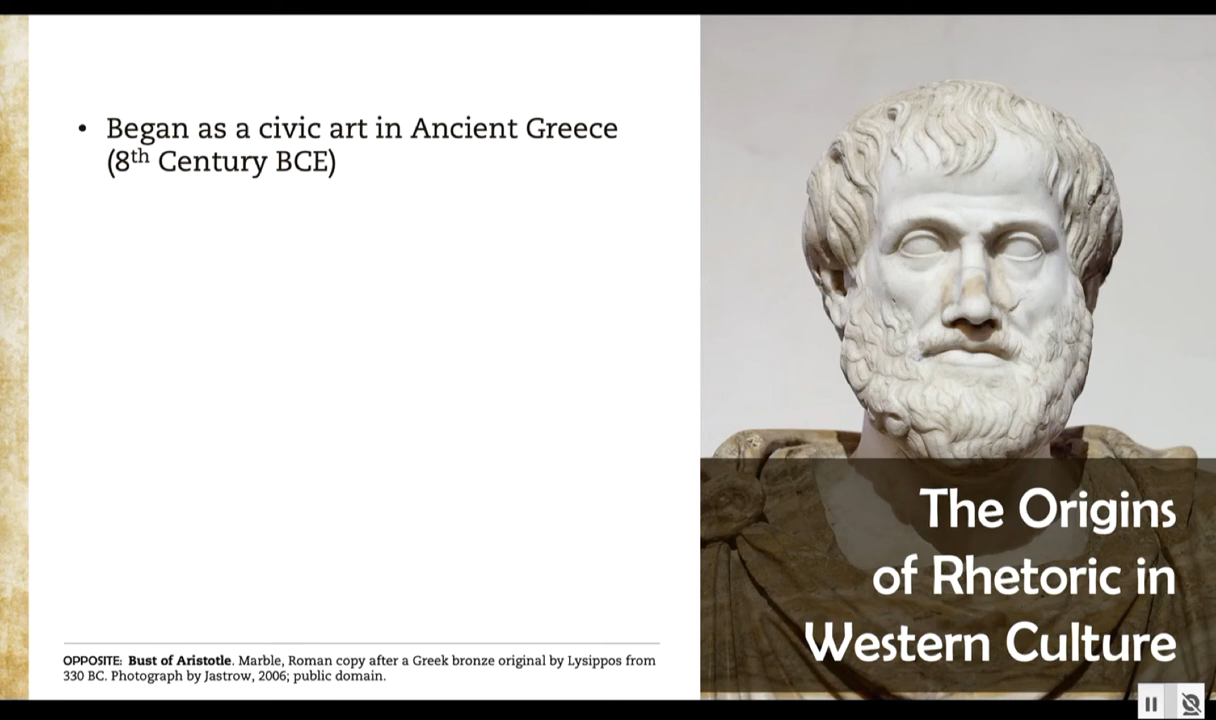 • Began as a civic art in Ancient Greece
(8th Century BCE)
OPPOSITE: Bust of Aristotle. Marble, Roman copy after a Greek bronze original by Lysippos from
330 BC. Photograph by Jastrow, 2006; public domain.
The Origins
of Rhetoric in
Western Culture